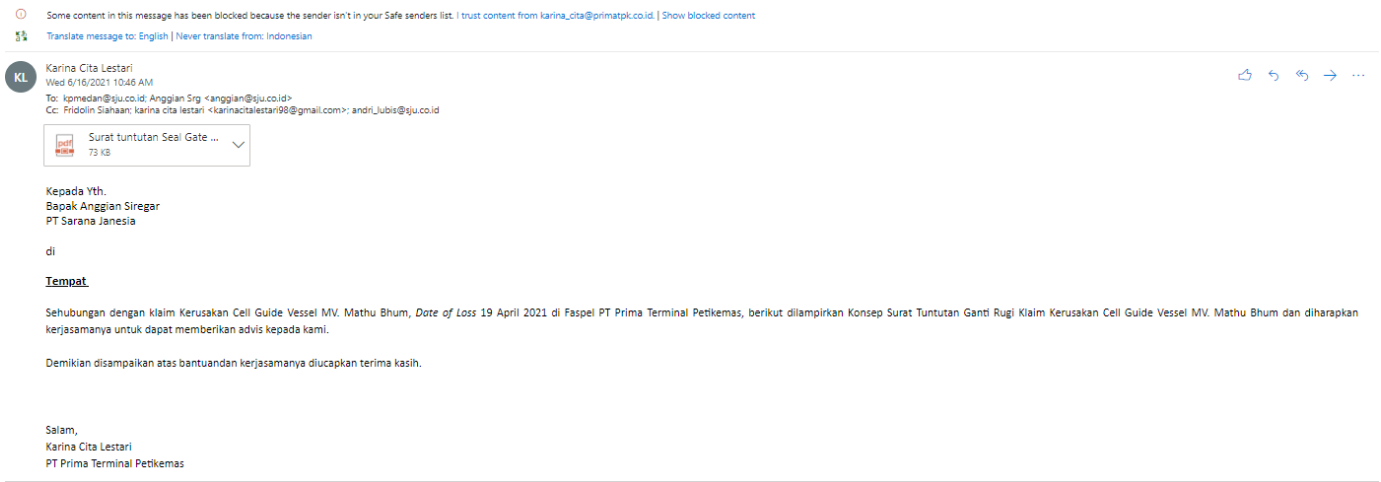 Some content in this message has been blocked because the sender isn't in your Safe senders list. I trust content from karina_cita@primatpk.co.id. | Show blocked content
Translate message to: English | Never translate from: Indonesian
KL
Karina Cita Lestari
Wed 6/16/2021 10:46 AM
To: kpmedan@sju.co.id; Anggian Srg <anggian@sju.co.id>
Cc: Fridolin Siahaan; karina cita lestari <karinacitalestari98@gmail.com>; andri_lubis@sju.co.id
pdf
Surat tuntutan Seal Gate ...
73 KB
Kepada Yth.
Bapak Anggian Siregar
PT Sarana Janesia
di
Tempat
Sehubungan dengan klaim Kerusakan Cell Guide Vessel MV. Mathu Bhum, Date of Loss 19 April 2021 di Faspel PT Prima Terminal Petikemas, berikut dilampirkan Konsep Surat Tuntutan Ganti Rugi Klaim Kerusakan Cell Guide Vessel MV. Mathu Bhum dan diharapkan
kerjasamanya untuk dapat memberikan advis kepada kami.
Demikian disampaikan atas bantuandan kerjasamanya diucapkan terima kasih.
Salam,
Karina Cita Lestari
PT Prima Terminal Petikemas